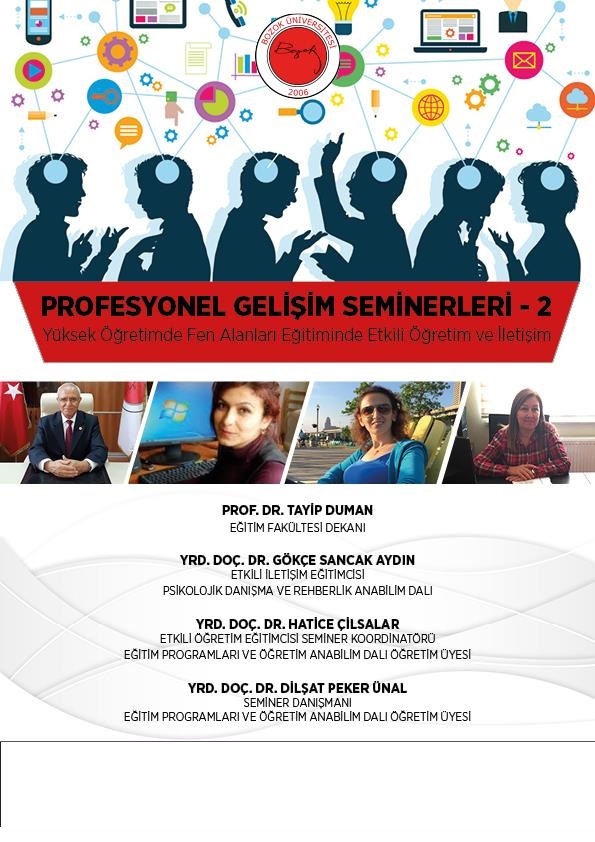 BOZOK ÜNİVERSİTESİ
Bozok
2006
PROFESYONEL GELİŞİM SEMİNERLERİ - 2
Yüksek Öğretimde Fen Alanları Eğitiminde Etkili Öğretim ve İletişim
PROF. DR. TAYİP DUMAN
EĞİTİM FAKÜLTESİ DEKANI
YRD. DOÇ. DR. GÖKÇE SANCAK AYDIN
ETKİLİ İLETİŞİM EĞİTİMCİSİ
PSİKOLOJİK DANIŞMA VE REHBERLİK ANABİLİM DALI
YRD. DOÇ. DR. HATİCE ÇİLSALAR
ETKİLİ ÖĞRETİM EĞİTİMCİSİ SEMİNER KOORDİNATÖRÜ
EĞİTİM PROGRAMLARI VE ÖĞRETİM ANABİLİM DALI ÖĞRETİM ÜYESİ
YRD. DOÇ. DR. DİLŞAT PEKER ÜNAL
SEMİNER DANIŞMANI
EĞİTİM PROGRAMLARI VE ÖĞRETİM ANABİLİM DALI ÖĞRETİM ÜYESİ